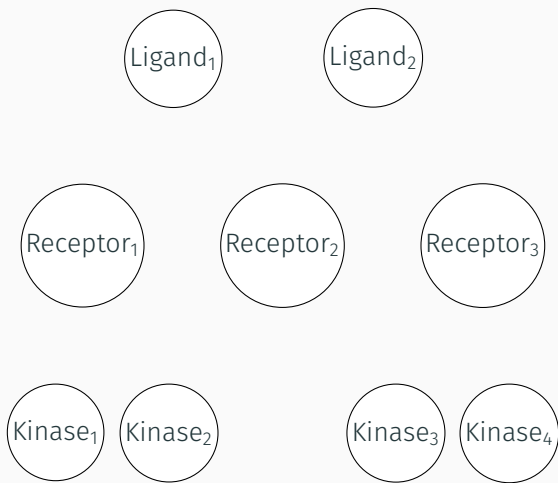 Ligand₁ Ligand₂
Receptor₁ Receptor₂ Receptor₃
Kinase₁ Kinase₂ Kinase₃ Kinase₄